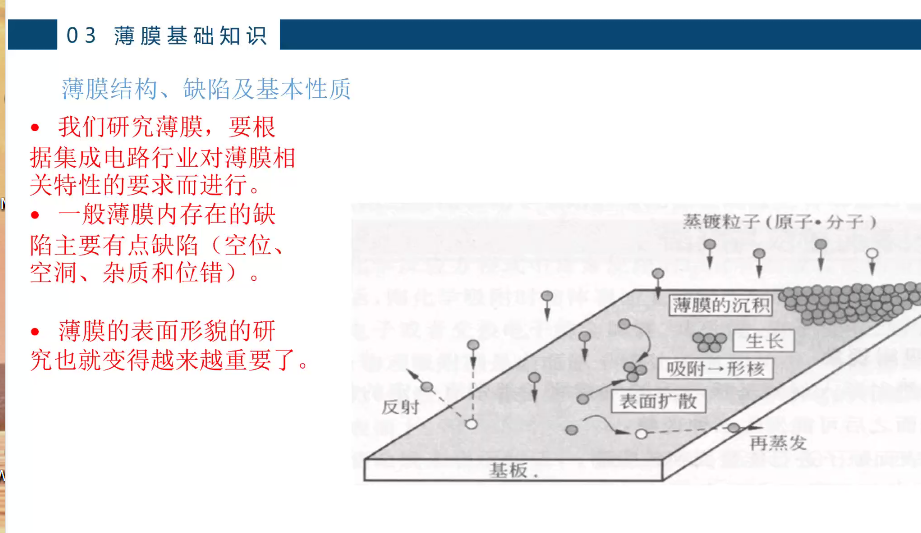 03 薄膜基础知识
薄膜结构、缺陷及基本性质
• 我们研究薄膜，要根
据集成电路行业对薄膜相
关特性的要求而进行。
• 一般薄膜内存在的缺
陷主要有点缺陷（空位、
空洞、杂质和位错）。
• 薄膜的表面形貌的研
究也就变得越来越重要了。
蒸镀粒子(原子·分子)
薄膜的沉积
生长
吸附→形核
表面扩散
反射
再蒸发
基板.